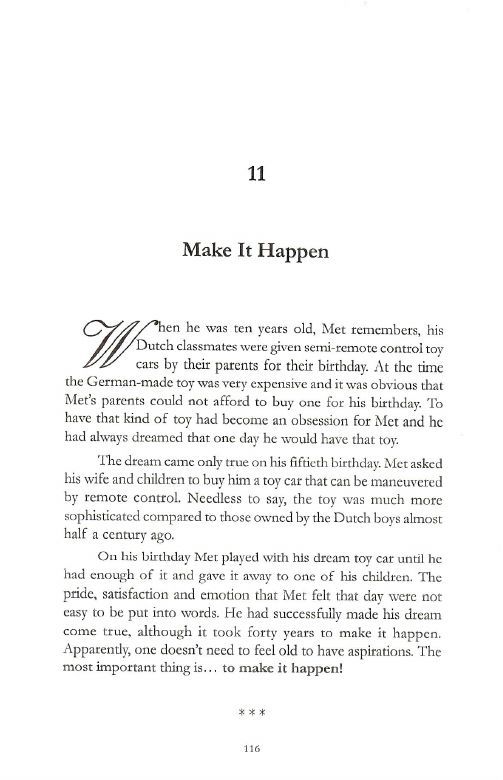 11
Make It Happen
When he was ten years old, Met remembers, his
Dutch classmates were given semi-remote control toy
cars by their parents for their birthday. At the time
the German-made toy was very expensive and it was obvious that
Met's parents could not afford to buy one for his birthday. To
have that kind of toy had become an obsession for Met and he
had always dreamed that one day he would have that toy.
The dream came only true on his fiftieth birthday. Met asked
his wife and children to buy him a toy car that can be maneuvered
by remote control. Needless to say, the toy was much more
sophisticated compared to those owned by the Dutch boys almost
half a century ago.
On his birthday Met played with his dream toy car until he
had enough of it and gave it away to one of his children. The
pride, satisfaction and emotion that Met felt that day were not
easy to be put into words. He had successfully made his dream
come true, although it took forty years to make it happen.
Apparently, one doesn't need to feel old to have aspirations. The
most important thing is... to make it happen!
***
116